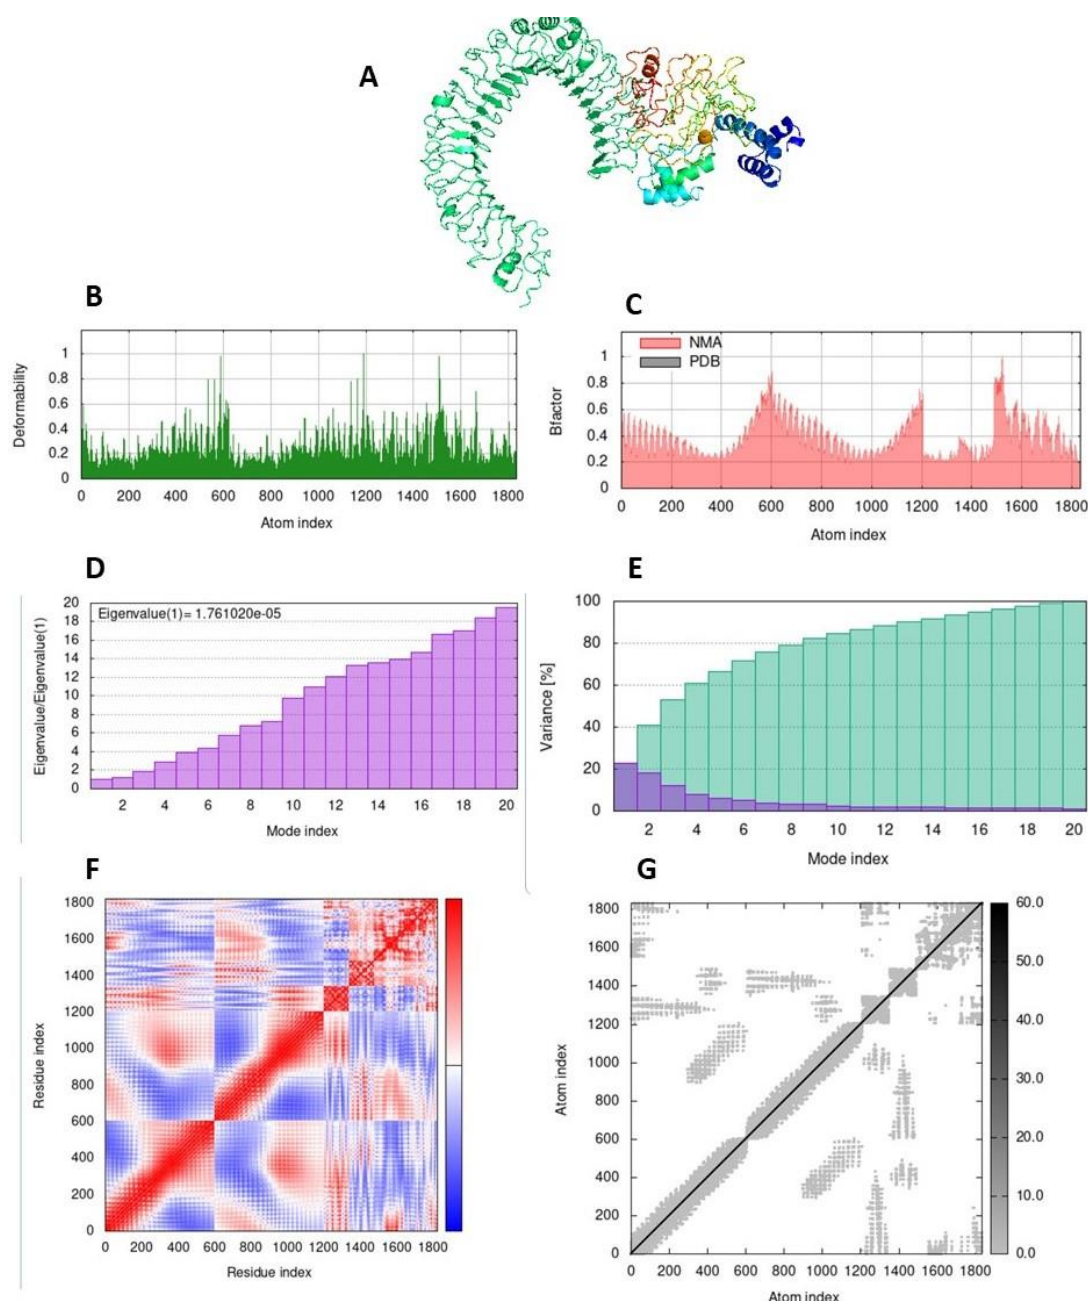 A
B
C
1
0.8
0.6
0.4
0.2
0
Deformability
0 200 400 600 800 1000 1200 1400 1600 1800
Atom index
NMA
PDB
1
0.8
0.6
0.4
0.2
0
Bfactor
0 200 400 600 800 1000 1200 1400 1600 1800
Atom index
D
E
Eigenvalue(1)= 1.761020e-05
20
18
16
14
12
10
8
6
4
2
0
Eigenvalue/Eigenvalue(1)
2 4 6 8 10 12 14 16 18 20
Mode index
100
80
60
40
20
0
Variance [%]
2 4 6 8 10 12 14 16 18 20
Mode index
F
G
1800
1600
1400
1200
1000
800
600
400
200
0
Residue index
0 200 400 600 800 1000 1200 1400 1600 1800
Residue index
1800
1600
1400
1200
1000
800
600
400
200
0
Atom index
0 200 400 600 800 1000 1200 1400 1600 1800
Atom index
60.0
50.0
40.0
30.0
20.0
10.0
0.0